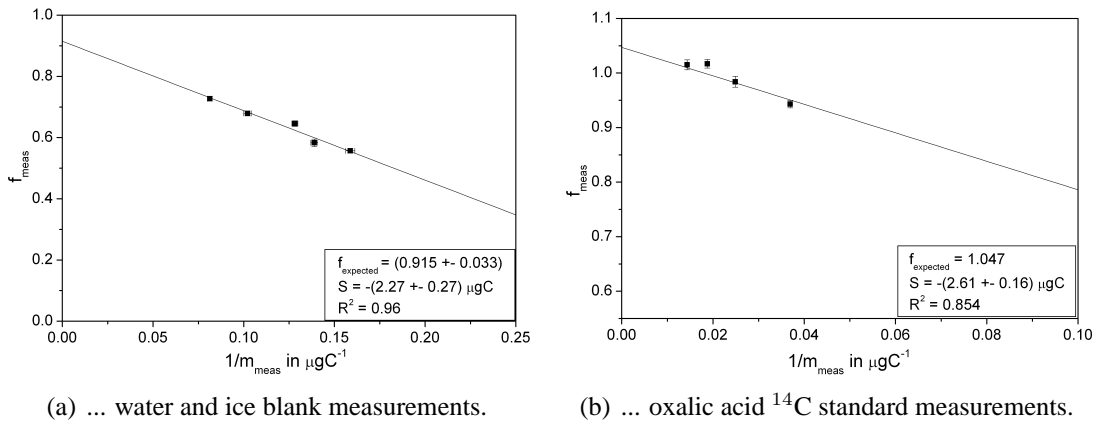 1.0
0.8
0.6
0.4
0.2
0.0
f_meas
0.00 0.05 0.10 0.15 0.20 0.25
1/m_meas in μgC⁻¹
f_expected = (0.915 +- 0.033)
S = -(2.27 +- 0.27) μgC
R² = 0.96
(a) ... water and ice blank measurements.
1.1
1.0
0.9
0.8
0.7
0.6
f_meas
0.00 0.02 0.04 0.06 0.08 0.10
1/m_meas in μgC⁻¹
f_expected = 1.047
S = -(2.61 +- 0.16) μgC
R² = 0.854
(b) ... oxalic acid ¹⁴C standard measurements.